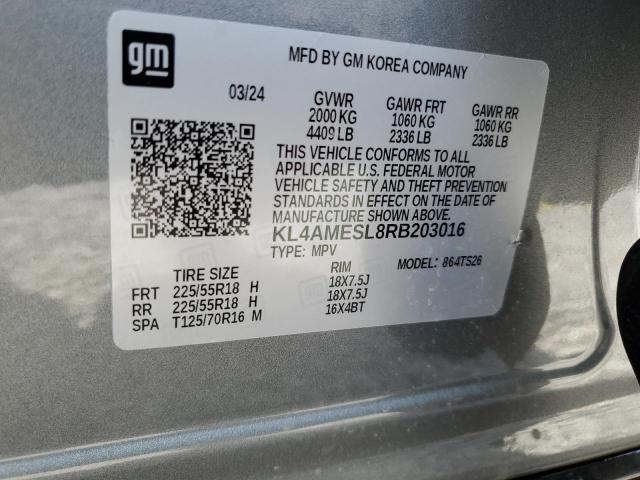 gm
MFD BY GM KOREA COMPANY
03/24 GVWR GAWR FRT GAWR RR
2000 KG 1060 KG 1060 KG
4409 LB 2336 LB 2336 LB
THIS VEHICLE CONFORMS TO ALL
APPLICABLE U.S. FEDERAL MOTOR
VEHICLE SAFETY AND THEFT PREVENTION
STANDARDS IN EFFECT ON THE DATE OF
MANUFACTURE SHOWN ABOVE.
KL4AMESL8RB203016
TYPE: MPV MODEL: 864TS26
TIRE SIZE RIM
FRT 225/55R18 H 18X7.5J
RR 225/55R18 H 18X7.5J
SPA T125/70R16 M 16X4BT